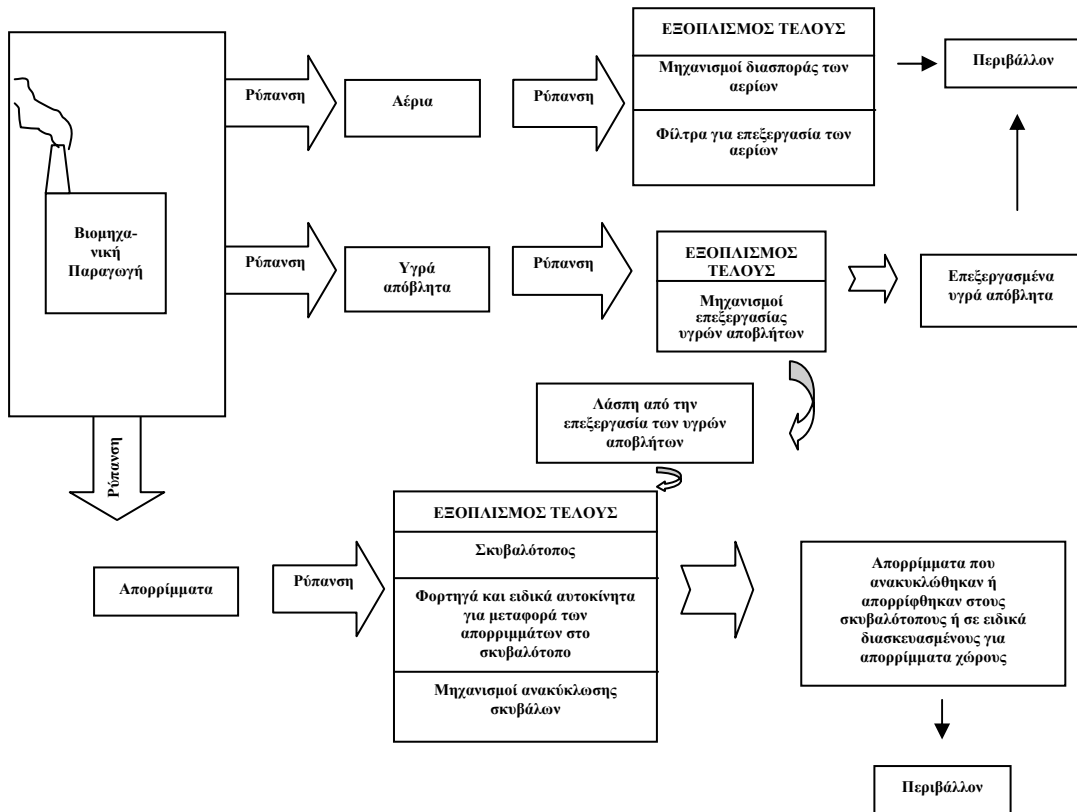 Βιομηχα-
νική
Παραγωγή
Ρύπανση
Αέρια
Ρύπανση
ΕΞΟΠΛΙΣΜΟΣ ΤΕΛΟΥΣ
Μηχανισμοί διασποράς των
αερίων
Φίλτρα για επεξεργασία των
αερίων
Περιβάλλον
Ρύπανση
Υγρά
απόβλητα
Ρύπανση
ΕΞΟΠΛΙΣΜΟΣ
ΤΕΛΟΥΣ
Μηχανισμοί
επεξεργασίας
υγρών αποβλήτων
Επεξεργασμένα
υγρά απόβλητα
Λάσπη από την
επεξεργασία των υγρών
αποβλήτων
Ρύπανση
Απορρίμματα
Ρύπανση
ΕΞΟΠΛΙΣΜΟΣ ΤΕΛΟΥΣ
Σκυβαλότοπος
Φορτηγά και ειδικά αυτοκίνητα
για μεταφορά των
απορριμμάτων στο
σκυβαλότοπο
Μηχανισμοί ανακύκλωσης
σκυβάλων
Απορρίμματα που
ανακυκλώθηκαν ή
απορρίφθηκαν στους
σκυβαλότοπους ή σε ειδικά
διασκευασμένους για
απορρίμματα χώρους
Περιβάλλον